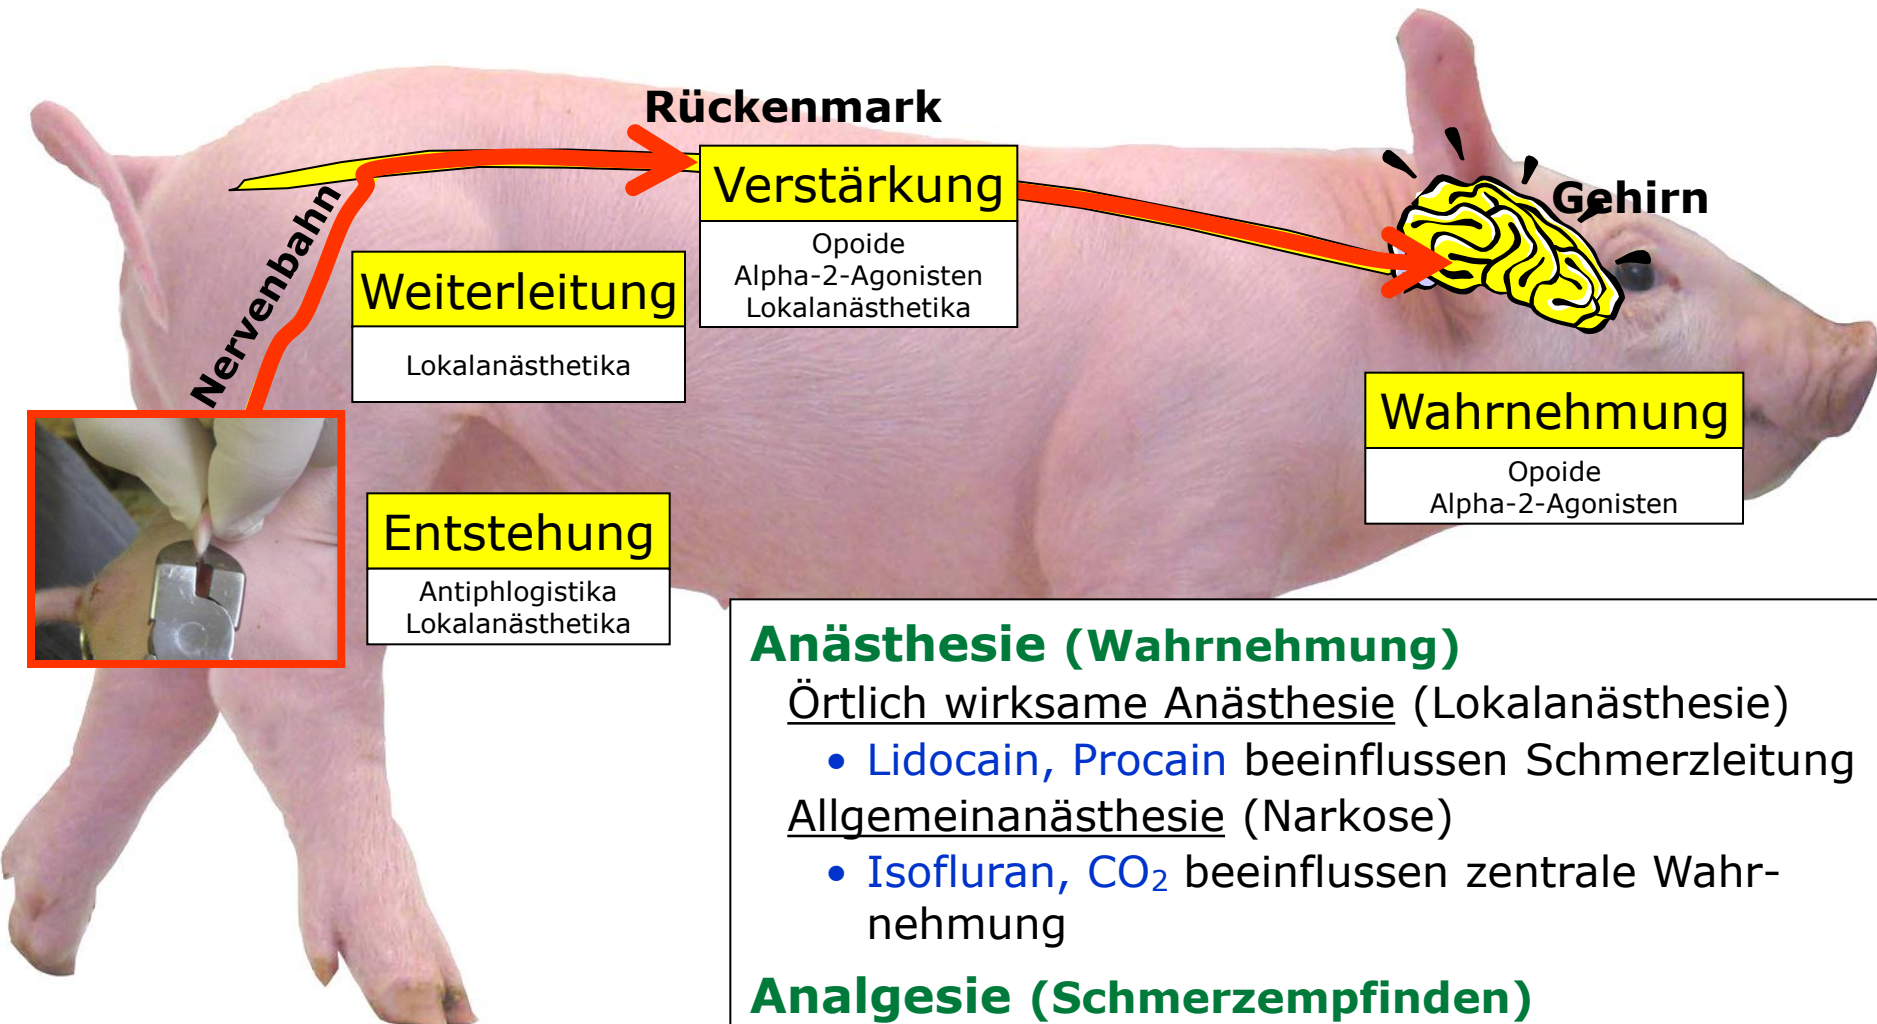 Rückenmark
Gehirn
Nervenbahn
Verstärkung
Opoide
Alpha-2-Agonisten
Lokalanästhetika
Weiterleitung
Lokalanästhetika
Wahrnehmung
Opoide
Alpha-2-Agonisten
Entstehung
Antiphlogistika
Lokalanästhetika
Anästhesie (Wahrnehmung)
Örtlich wirksame Anästhesie (Lokalanästhesie)
• Lidocain, Procain beeinflussen Schmerzleitung
Allgemeinanästhesie (Narkose)
• Isofluran, CO₂ beeinflussen zentrale Wahr-
nehmung
Analgesie (Schmerzempfinden)